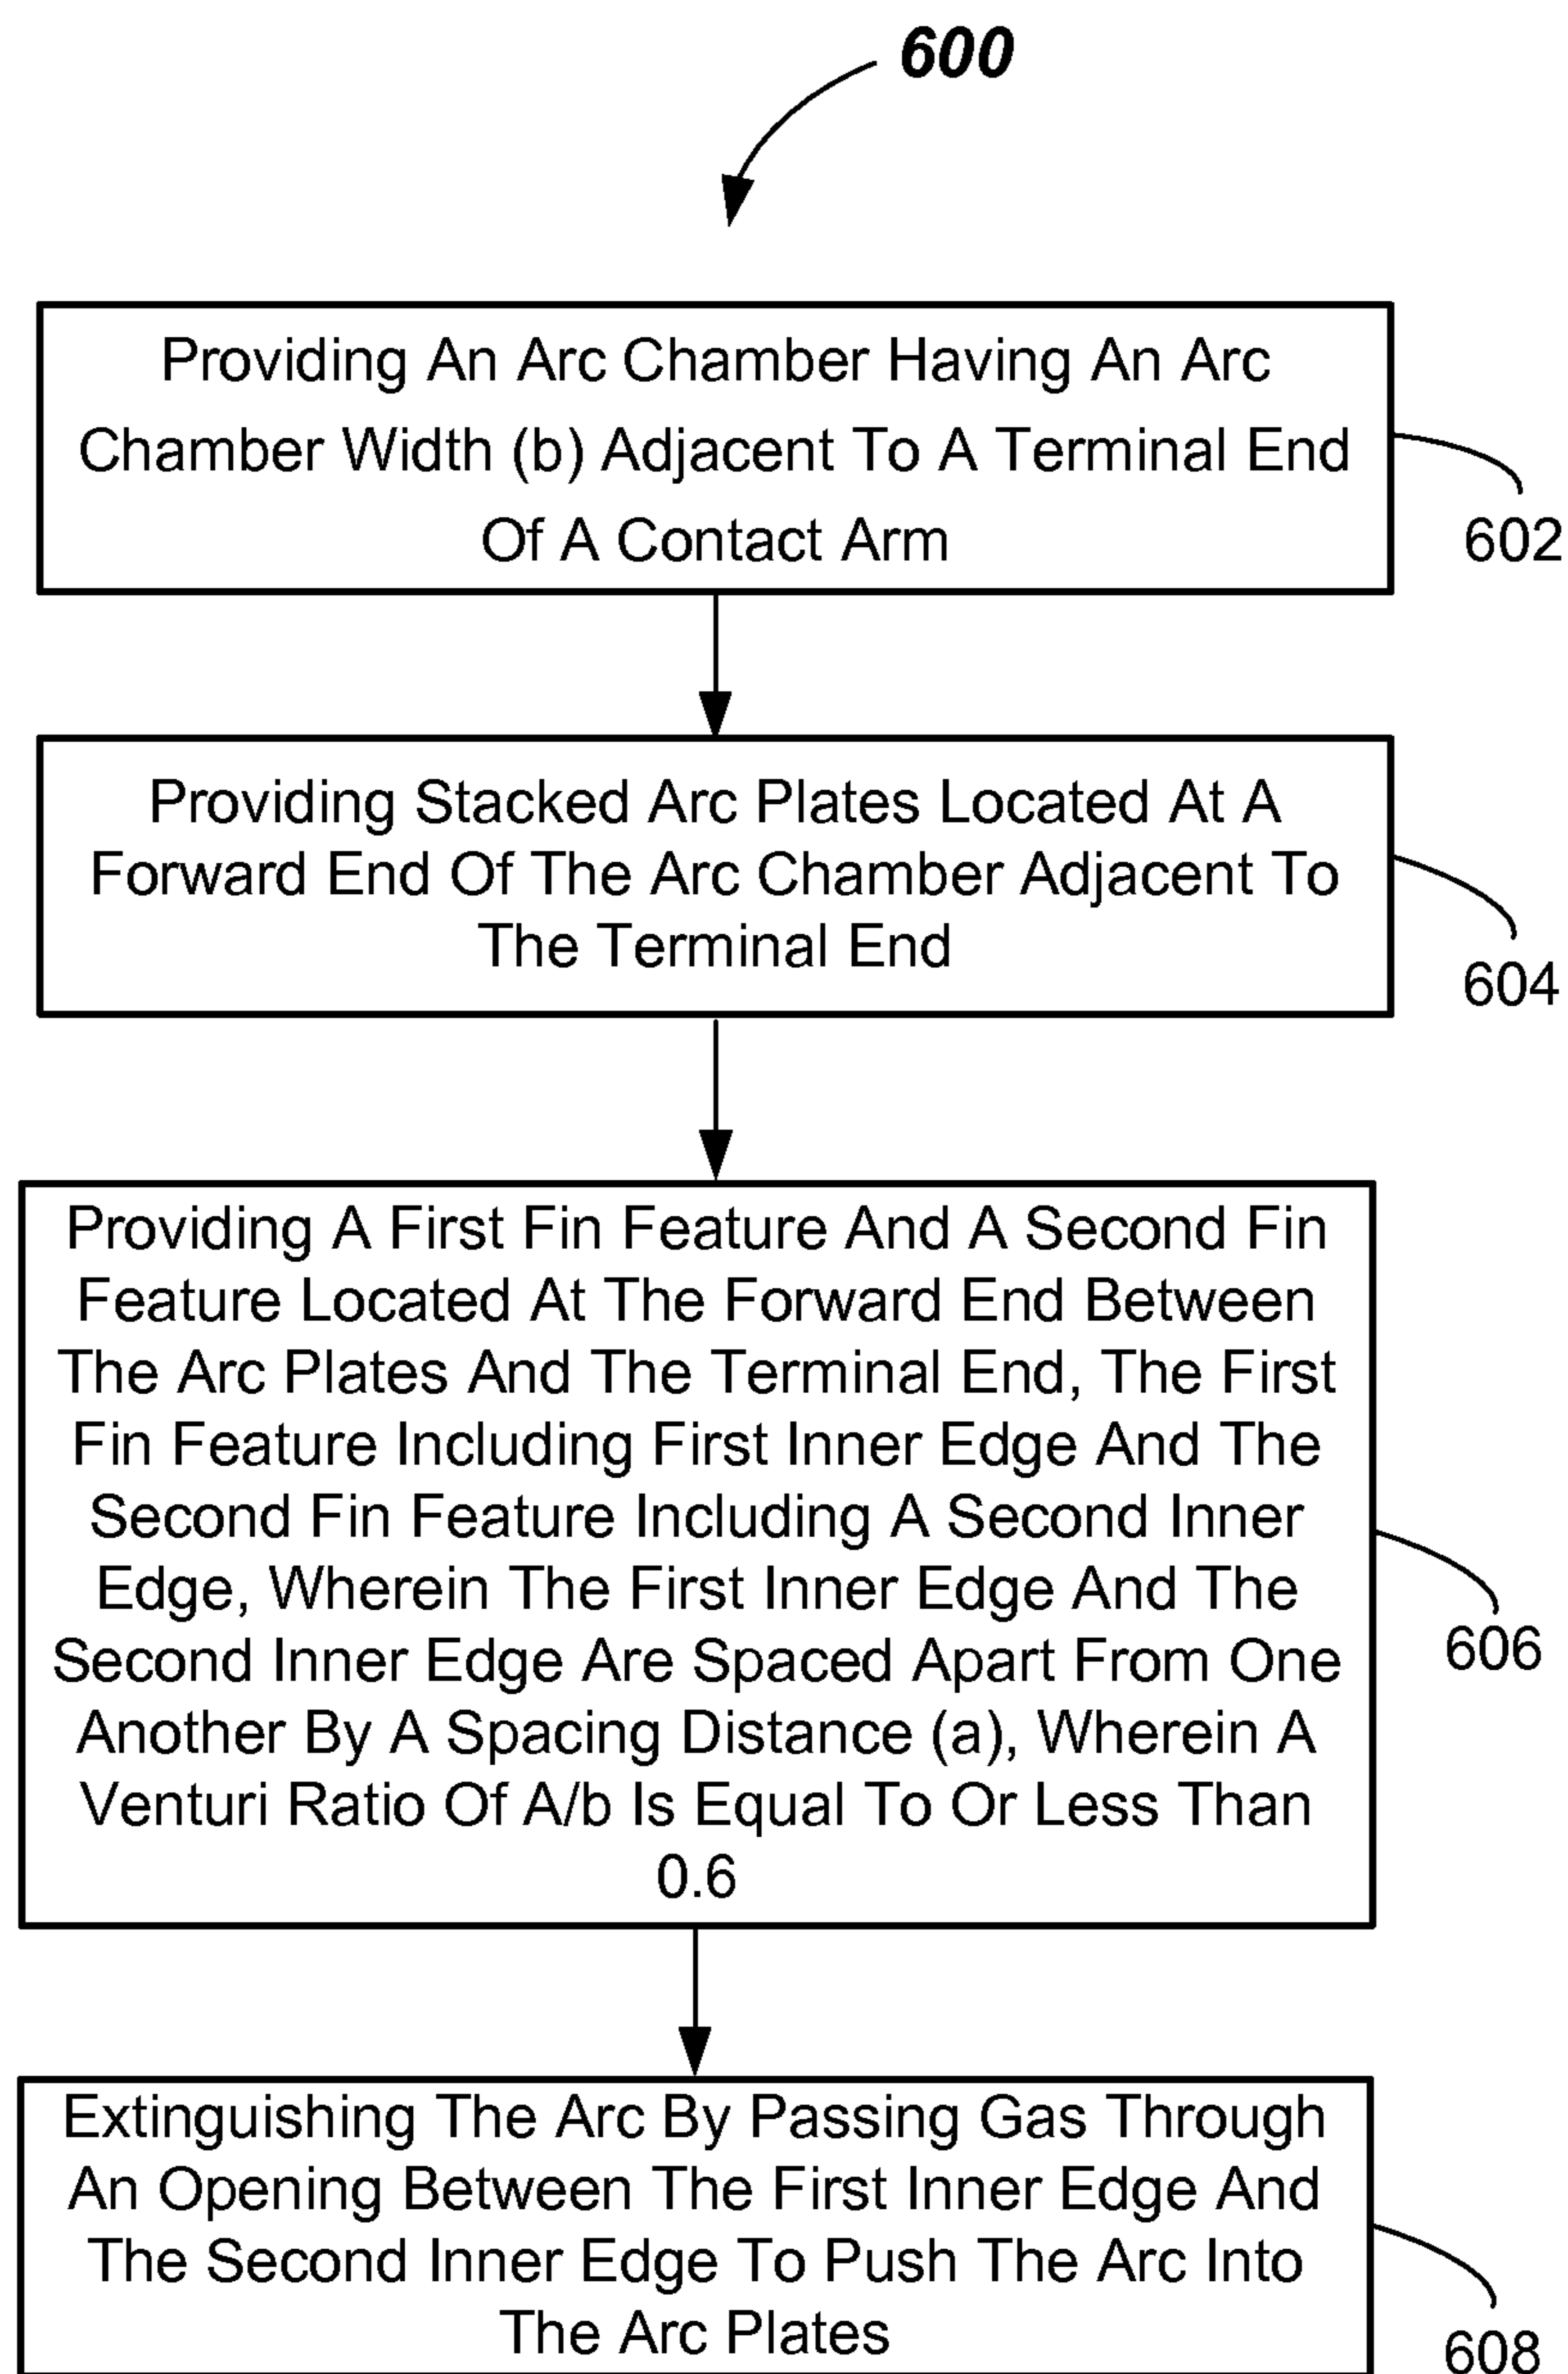 600
Providing An Arc Chamber Having An Arc
Chamber Width (b) Adjacent To A Terminal End
Of A Contact Arm
602
Providing Stacked Arc Plates Located At A
Forward End Of The Arc Chamber Adjacent To
The Terminal End
604
Providing A First Fin Feature And A Second Fin
Feature Located At The Forward End Between
The Arc Plates And The Terminal End, The First
Fin Feature Including First Inner Edge And The
Second Fin Feature Including A Second Inner
Edge, Wherein The First Inner Edge And The
Second Inner Edge Are Spaced Apart From One
Another By A Spacing Distance (a), Wherein A
Venturi Ratio Of A/b Is Equal To Or Less Than
0.6
606
Extinguishing The Arc By Passing Gas Through
An Opening Between The First Inner Edge And
The Second Inner Edge To Push The Arc Into
The Arc Plates
608